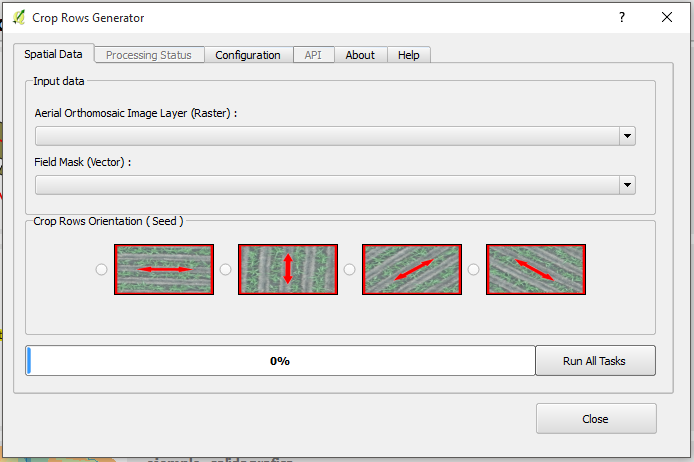 Crop Rows Generator
?
Spatial Data Processing Status Configuration API About Help
Input data
Aerial Orthomosaic Image Layer (Raster) :
Field Mask (Vector) :
Crop Rows Orientation ( Seed )
0% Run All Tasks
Close